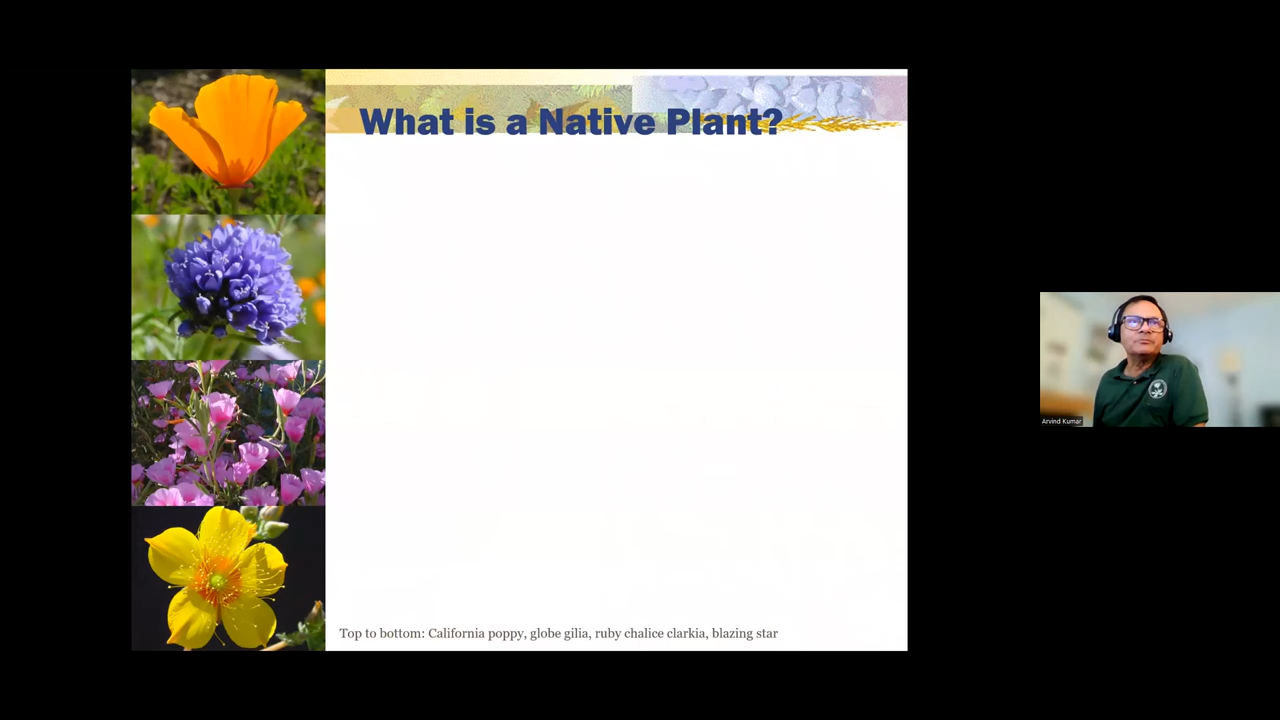 What is a Native Plant?
Top to bottom: California poppy, globe gilia, ruby chalice clarkia, blazing star
Arvind Kumar